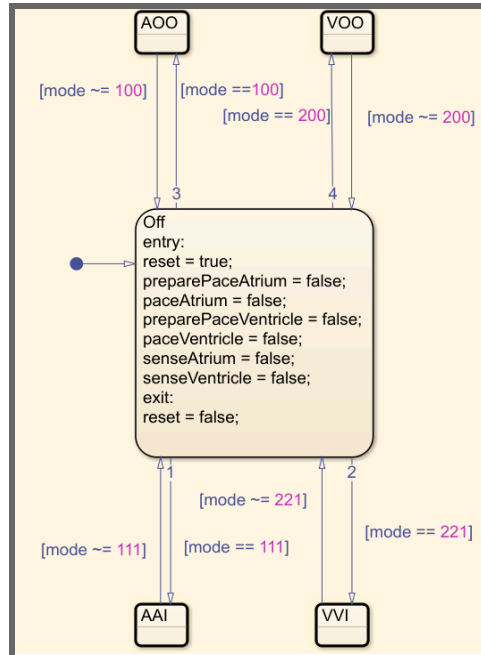 AOO
VOO
[mode ~= 100]
[mode ==100]
[mode == 200]
[mode ~= 200]
3
4
Off
entry:
reset = true;
preparePaceAtrium = false;
paceAtrium = false;
preparePaceVentricle = false;
paceVentricle = false;
senseAtrium = false;
senseVentricle = false;
exit:
reset = false;
1
2
[mode ~= 221]
[mode == 221]
[mode ~= 111]
[mode == 111]
AAI
VVI